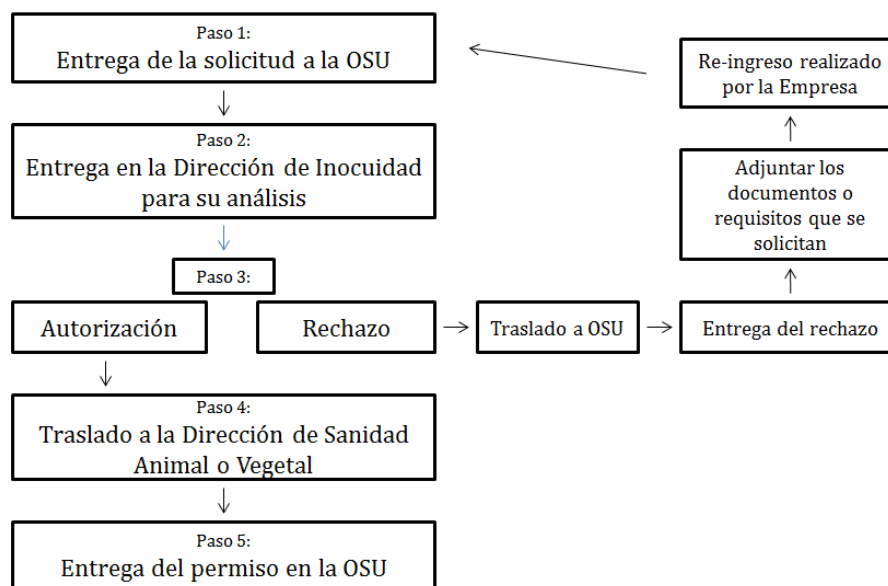 Paso 1:
Entrega de la solicitud a la OSU
Paso 2:
Entrega en la Dirección de Inocuidad
para su análisis
Paso 3:
Autorización
Rechazo
Traslado a OSU
Entrega del rechazo
Adjuntar los
documentos o
requisitos que se
solicitan
Re-ingreso realizado
por la Empresa
Paso 4:
Traslado a la Dirección de Sanidad
Animal o Vegetal
Paso 5:
Entrega del permiso en la OSU